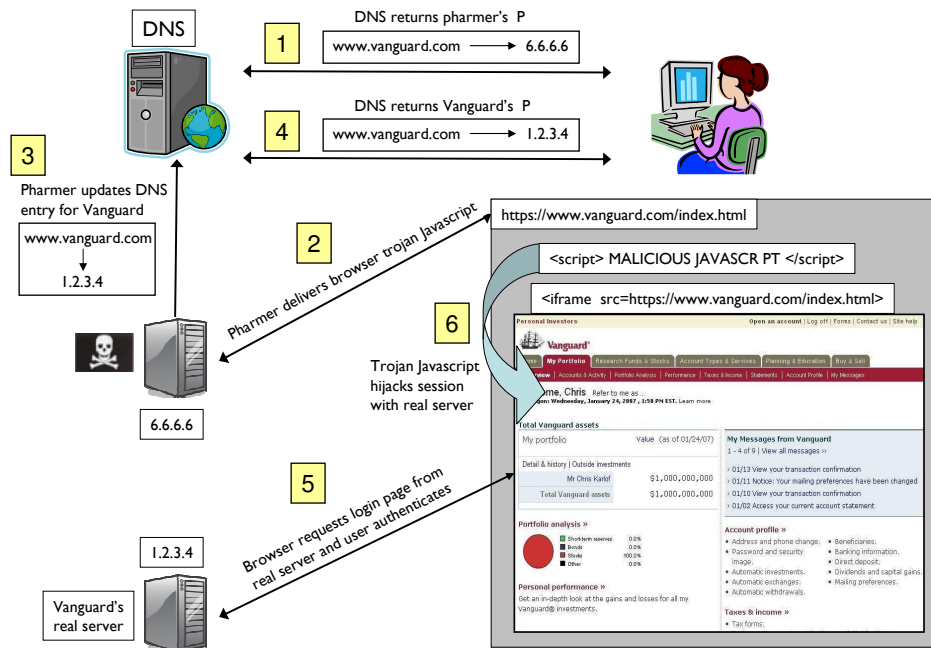 DNS
1
DNS returns pharmer's P
www.vanguard.com → 6.6.6.6
4
DNS returns Vanguard's P
www.vanguard.com → 1.2.3.4
3
Pharmer updates DNS
entry for Vanguard
www.vanguard.com
1.2.3.4
2
Pharmer delivers browser trojan Javascript
6.6.6.6
https://www.vanguard.com/index.html
<script> MALICIOUS JAVASCR PT </script>
<iframe src=https://www.vanguard.com/index.html>
6
Trojan Javascript
hijacks session
with real server
5
Browser requests login page from
real server and user authenticates
1.2.3.4
Vanguard's
real server
Personal Investors
Open an account | Log off | Forms | Contact us | Site help
Vanguard®
My Portfolio Research Funds & Stocks Account Types & Services Planning & Education Buy & Sell
Accounts & Activity | Portfolio Analysis | Performance | Taxes & Income | Statements | Account Profile | My Messages
ome, Chris Refer to me as ..
Wednesday, January 24, 2007 , 1:50 PM EST. Learn more
Total Vanguard assets
My portfolio Value (as of 01/24/07)
Detail & history | Outside investments
Mr Chris Karlof $1,000,000,000
Total Vanguard assets $1,000,000,000
Portfolio analysis »
Short-term reserves 0.0%
Bonds 0.0%
Stocks 100.0%
Other 0.0%
Personal performance »
Get an in-depth look at the gains and losses for all my
Vanguard® investments.
My Messages from Vanguard
1 - 4 of 9 | View all messages »
› 01/13 View your transaction confirmation
› 01/11 Notice: Your mailing preferences have been changed
› 01/10 View your transaction confirmation
› 01/02 Access your current account statement
Account profile »
• Address and phone change.
• Password and security
image.
• Automatic investments.
• Automatic exchanges.
• Automatic withdrawals.
• Beneficiaries.
• Banking information.
• Direct deposit.
• Dividends and capital gains.
• Mailing preferences.
Taxes & income »
• Tax forms.